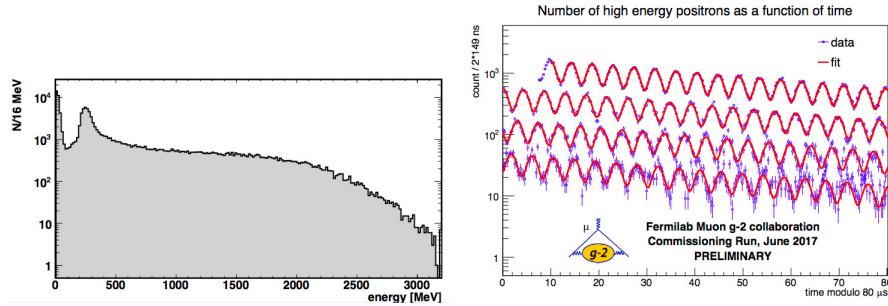 N/16 MeV
10⁴
10³
10²
10
1
0 500 1000 1500 2000 2500 3000
energy [MeV]
Number of high energy positrons as a function of time
count / 2*149 ns
10³
10²
10
1
data
fit
μ
g-2
Fermilab Muon g-2 collaboration
Commissioning Run, June 2017
PRELIMINARY
0 10 20 30 40 50 60 70 80
time modulo 80 μs